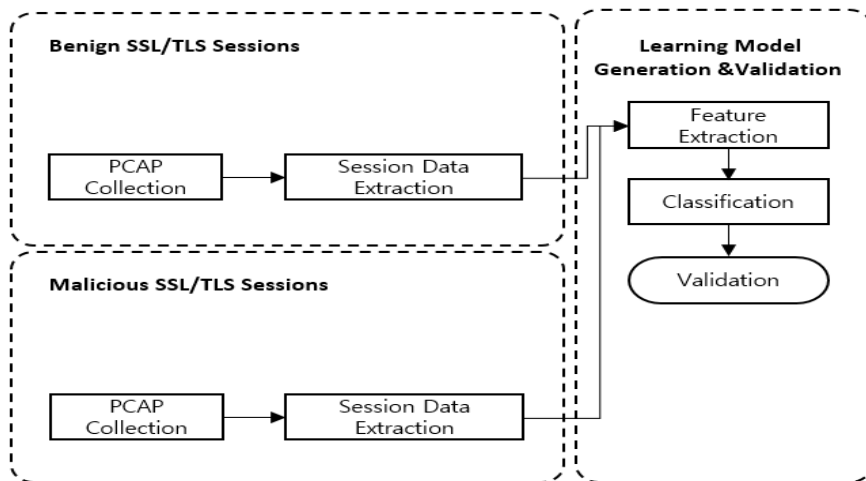 Benign SSL/TLS Sessions
PCAP
Collection
Session Data
Extraction
Malicious SSL/TLS Sessions
PCAP
Collection
Session Data
Extraction
Learning Model
Generation &Validation
Feature
Extraction
Classification
Validation